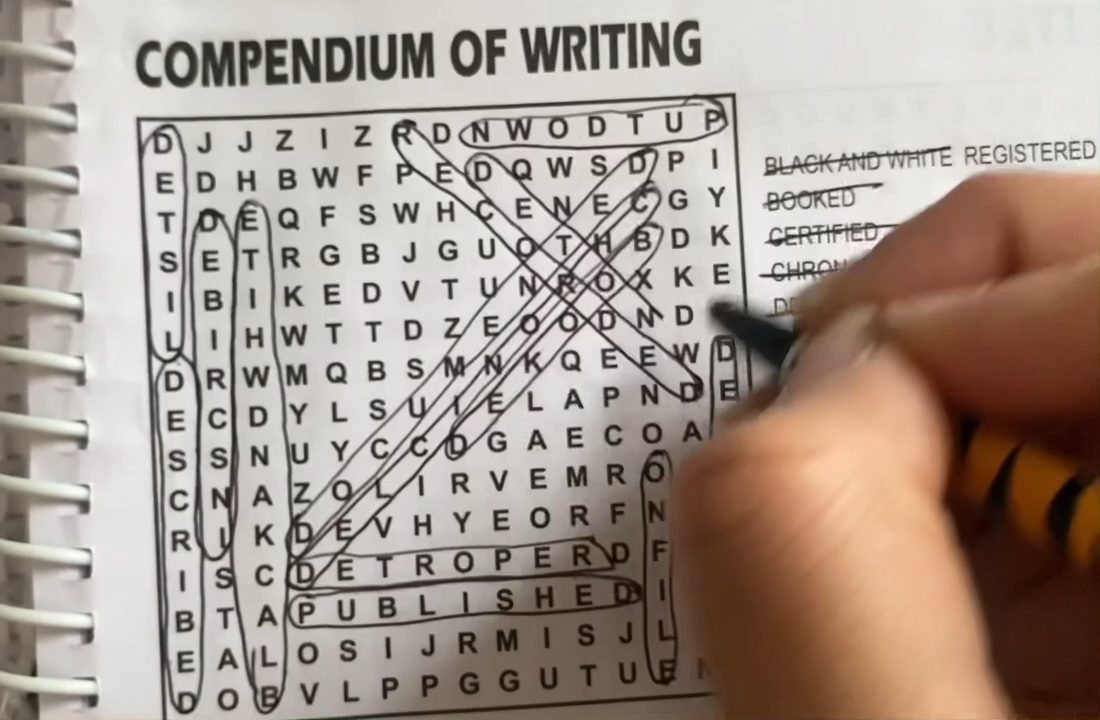 COMPENDIUM OF WRITING
D J J Z I Z R D N W O D T U P
E D H B W F P E D Q W S D P I
T D E Q F S W H C E N E C G Y
S E T R G B J G U O T H B D K
I B I K E D V T U N R O X K E
L I H W T T D Z E O O D N D
D R W M Q B S M N K Q E E W D
E C D Y L S U I E L A P N D E
S S N U Y C C D G A E C O A
C N A Z O L I R V E M R O
R I K D E V H Y E O R F N
I S C D E T R O P E R D F
B T A P U B L I S H E D I
E A L O S I J R M I S J L
D O B V L P P G G U T U E
BLACK AND WHITE REGISTERED
BOOKED
CERTIFIED